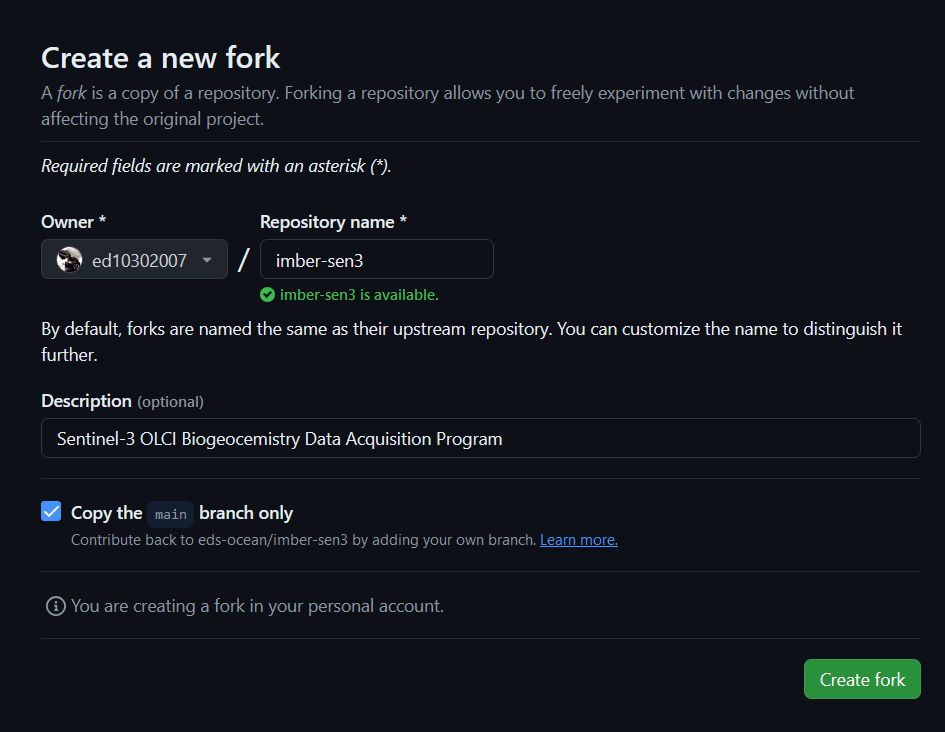 Create a new fork
A fork is a copy of a repository. Forking a repository allows you to freely experiment with changes without
affecting the original project.
Required fields are marked with an asterisk (*).
Owner *
Repository name *
ed10302007
/
imber-sen3
imber-sen3 is available.
By default, forks are named the same as their upstream repository. You can customize the name to distinguish it
further.
Description (optional)
Sentinel-3 OLCI Biogeocemistry Data Acquisition Program
Copy the main branch only
Contribute back to eds-ocean/imber-sen3 by adding your own branch. Learn more.
You are creating a fork in your personal account.
Create fork